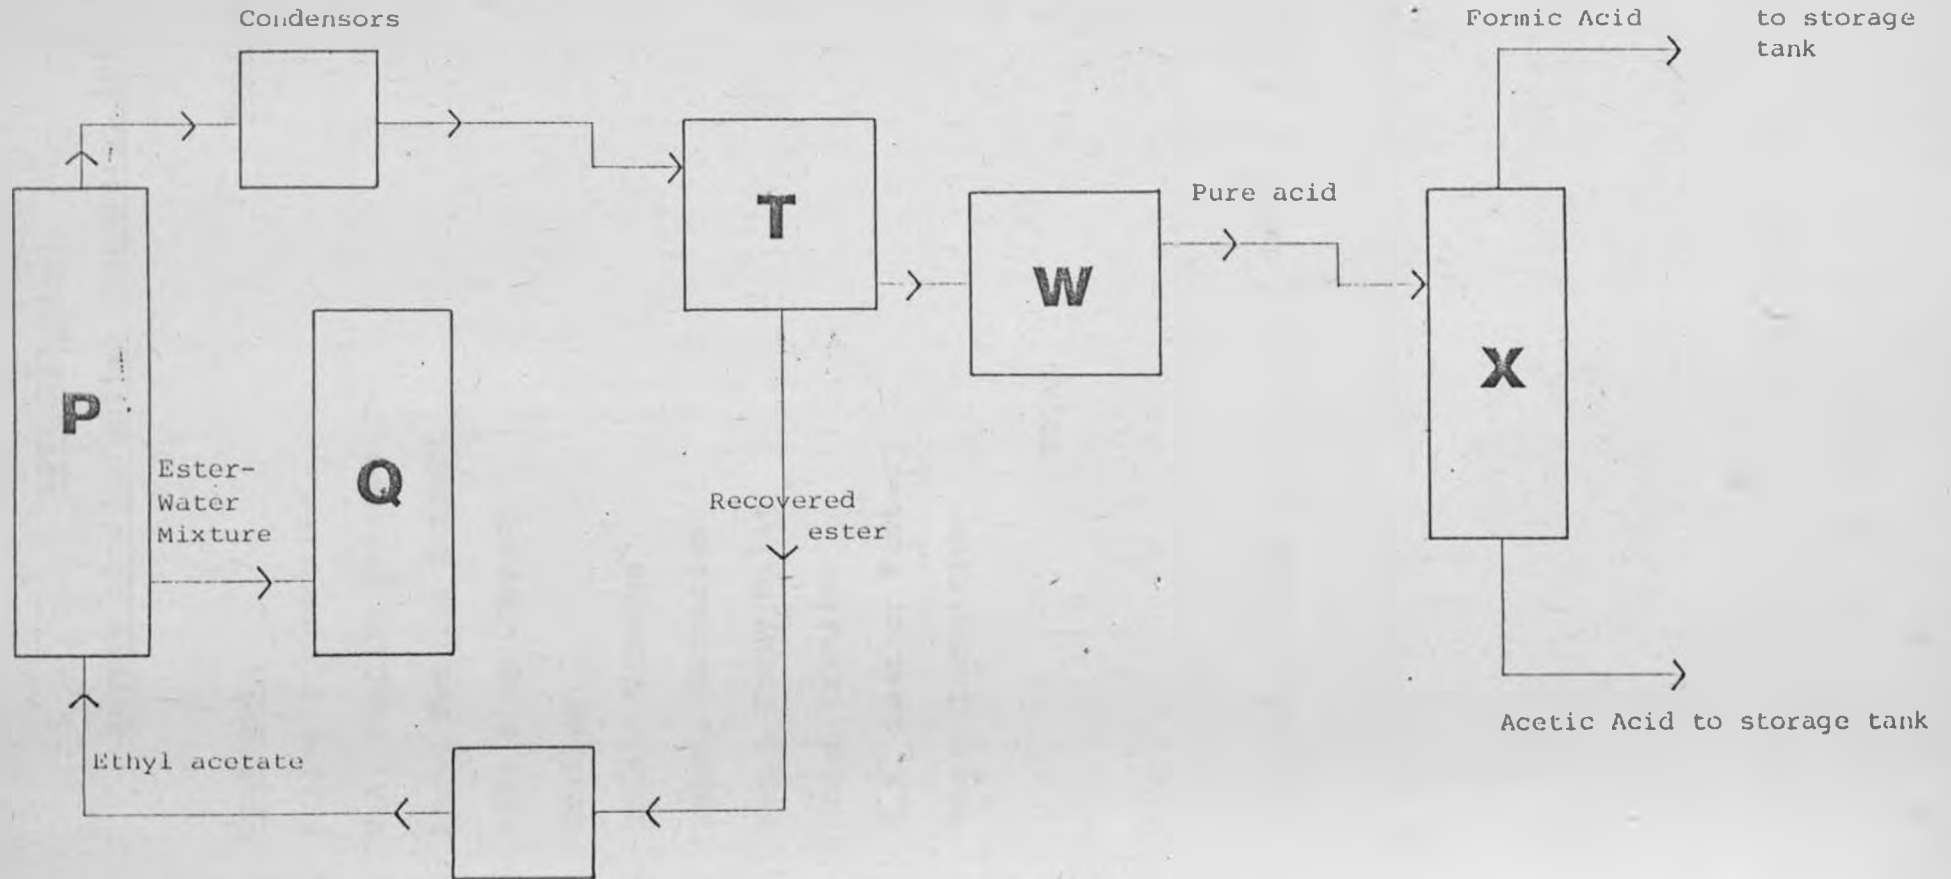 Condensors
Formic Acid
to storage
tank
T
Pure acid
W
X
P
Ester-
Water
Mixture
Q
Recovered
ester
Ethyl acetate
Acetic Acid to storage tank